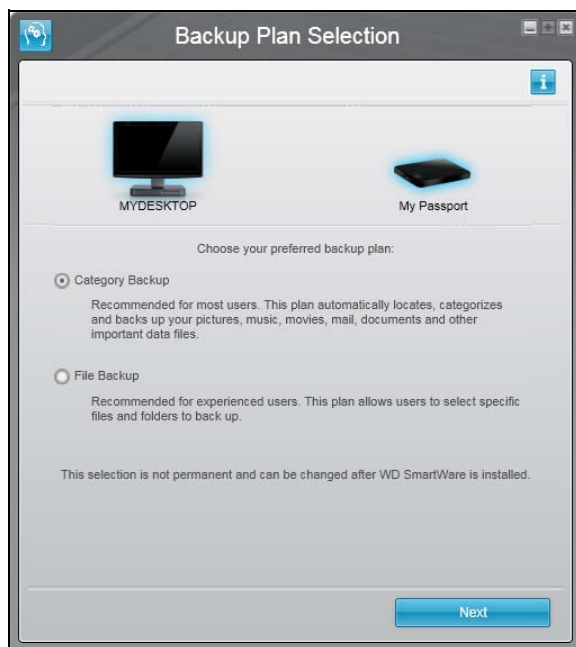 Backup Plan Selection
i
MYDESKTOP
My Passport
Choose your preferred backup plan:
Category Backup
Recommended for most users. This plan automatically locates, categorizes
and backs up your pictures, music, movies, mail, documents and other
important data files.
File Backup
Recommended for experienced users. This plan allows users to select specific
files and folders to back up.
This selection is not permanent and can be changed after WD SmartWare is installed.
Next